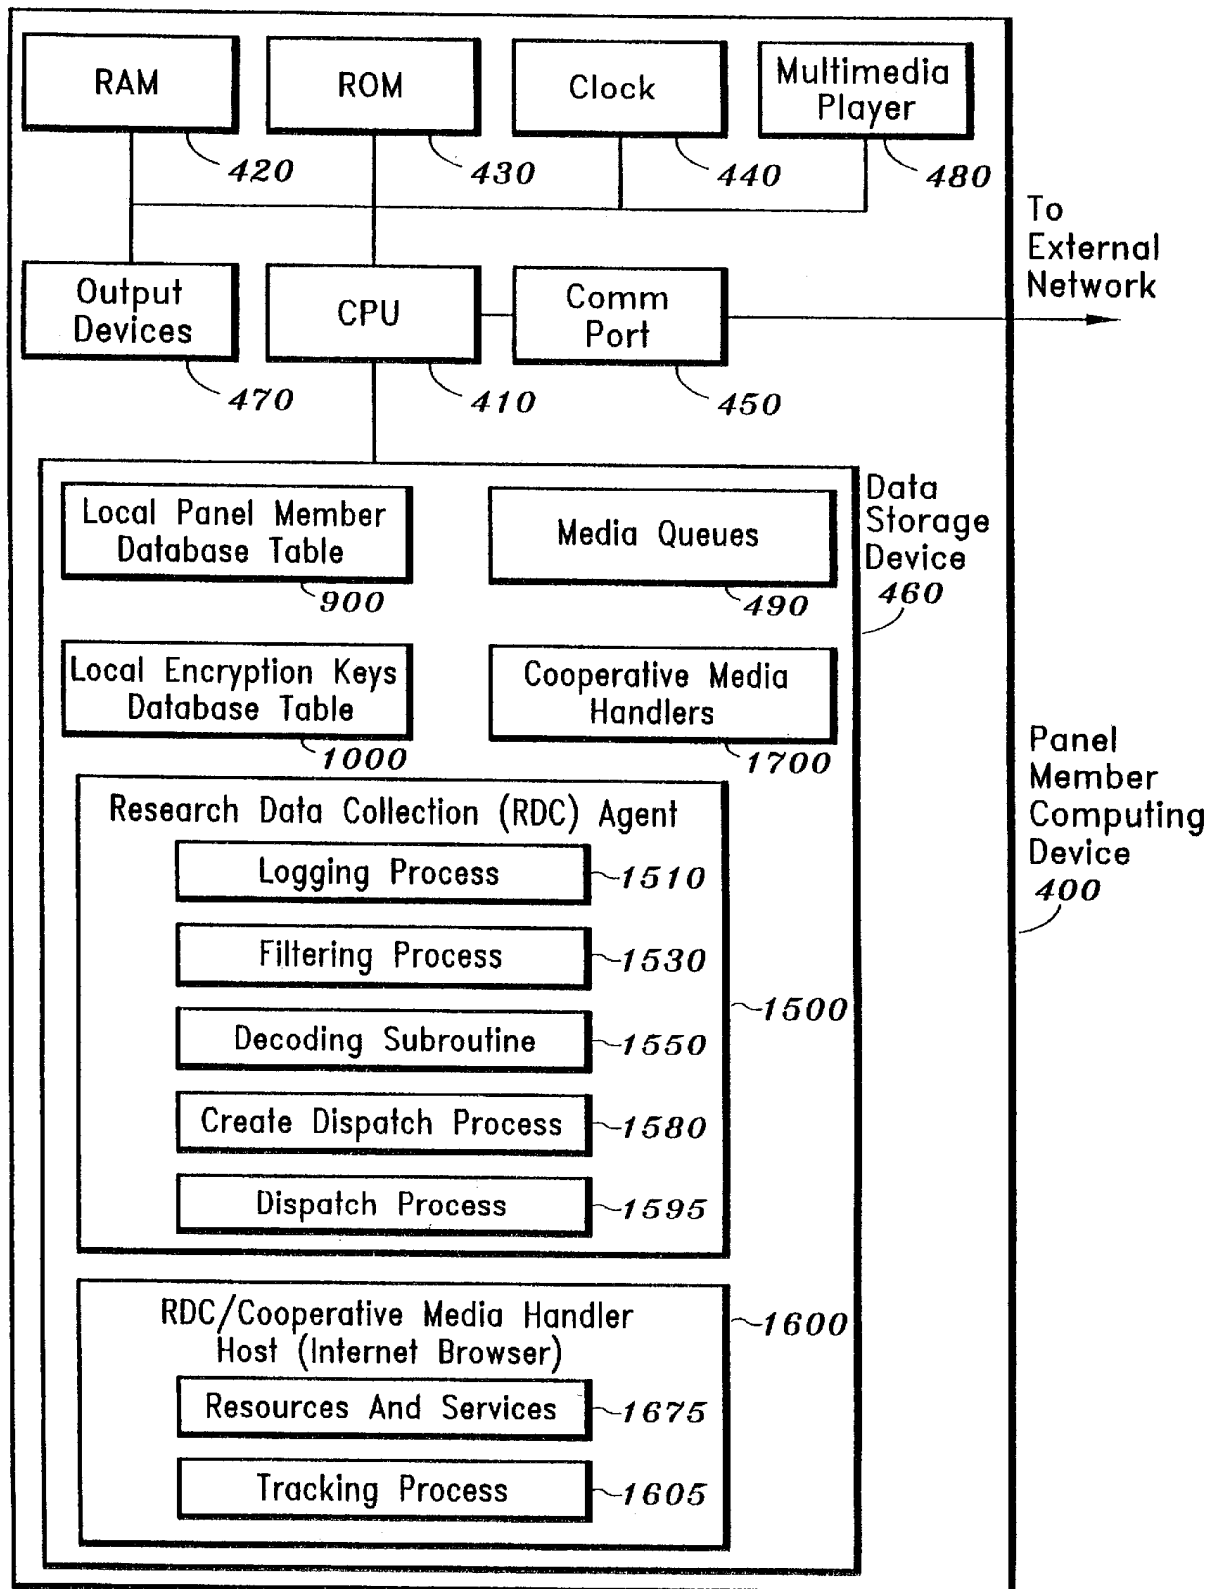 RAM
420
ROM
430
Clock
440
Multimedia
Player
480
To
External
Network
Output
Devices
470
CPU
410
Comm
Port
450
Data
Storage
Device
460
Local Panel Member
Database Table
900
Media Queues
490
Local Encryption Keys
Database Table
1000
Cooperative Media
Handlers
1700
Panel
Member
Computing
Device
400
Research Data Collection (RDC) Agent
Logging Process
1510
Filtering Process
1530
Decoding Subroutine
1550
Create Dispatch Process
1580
Dispatch Process
1595
1500
RDC/Cooperative Media Handler
Host (Internet Browser)
1600
Resources And Services
1675
Tracking Process
1605